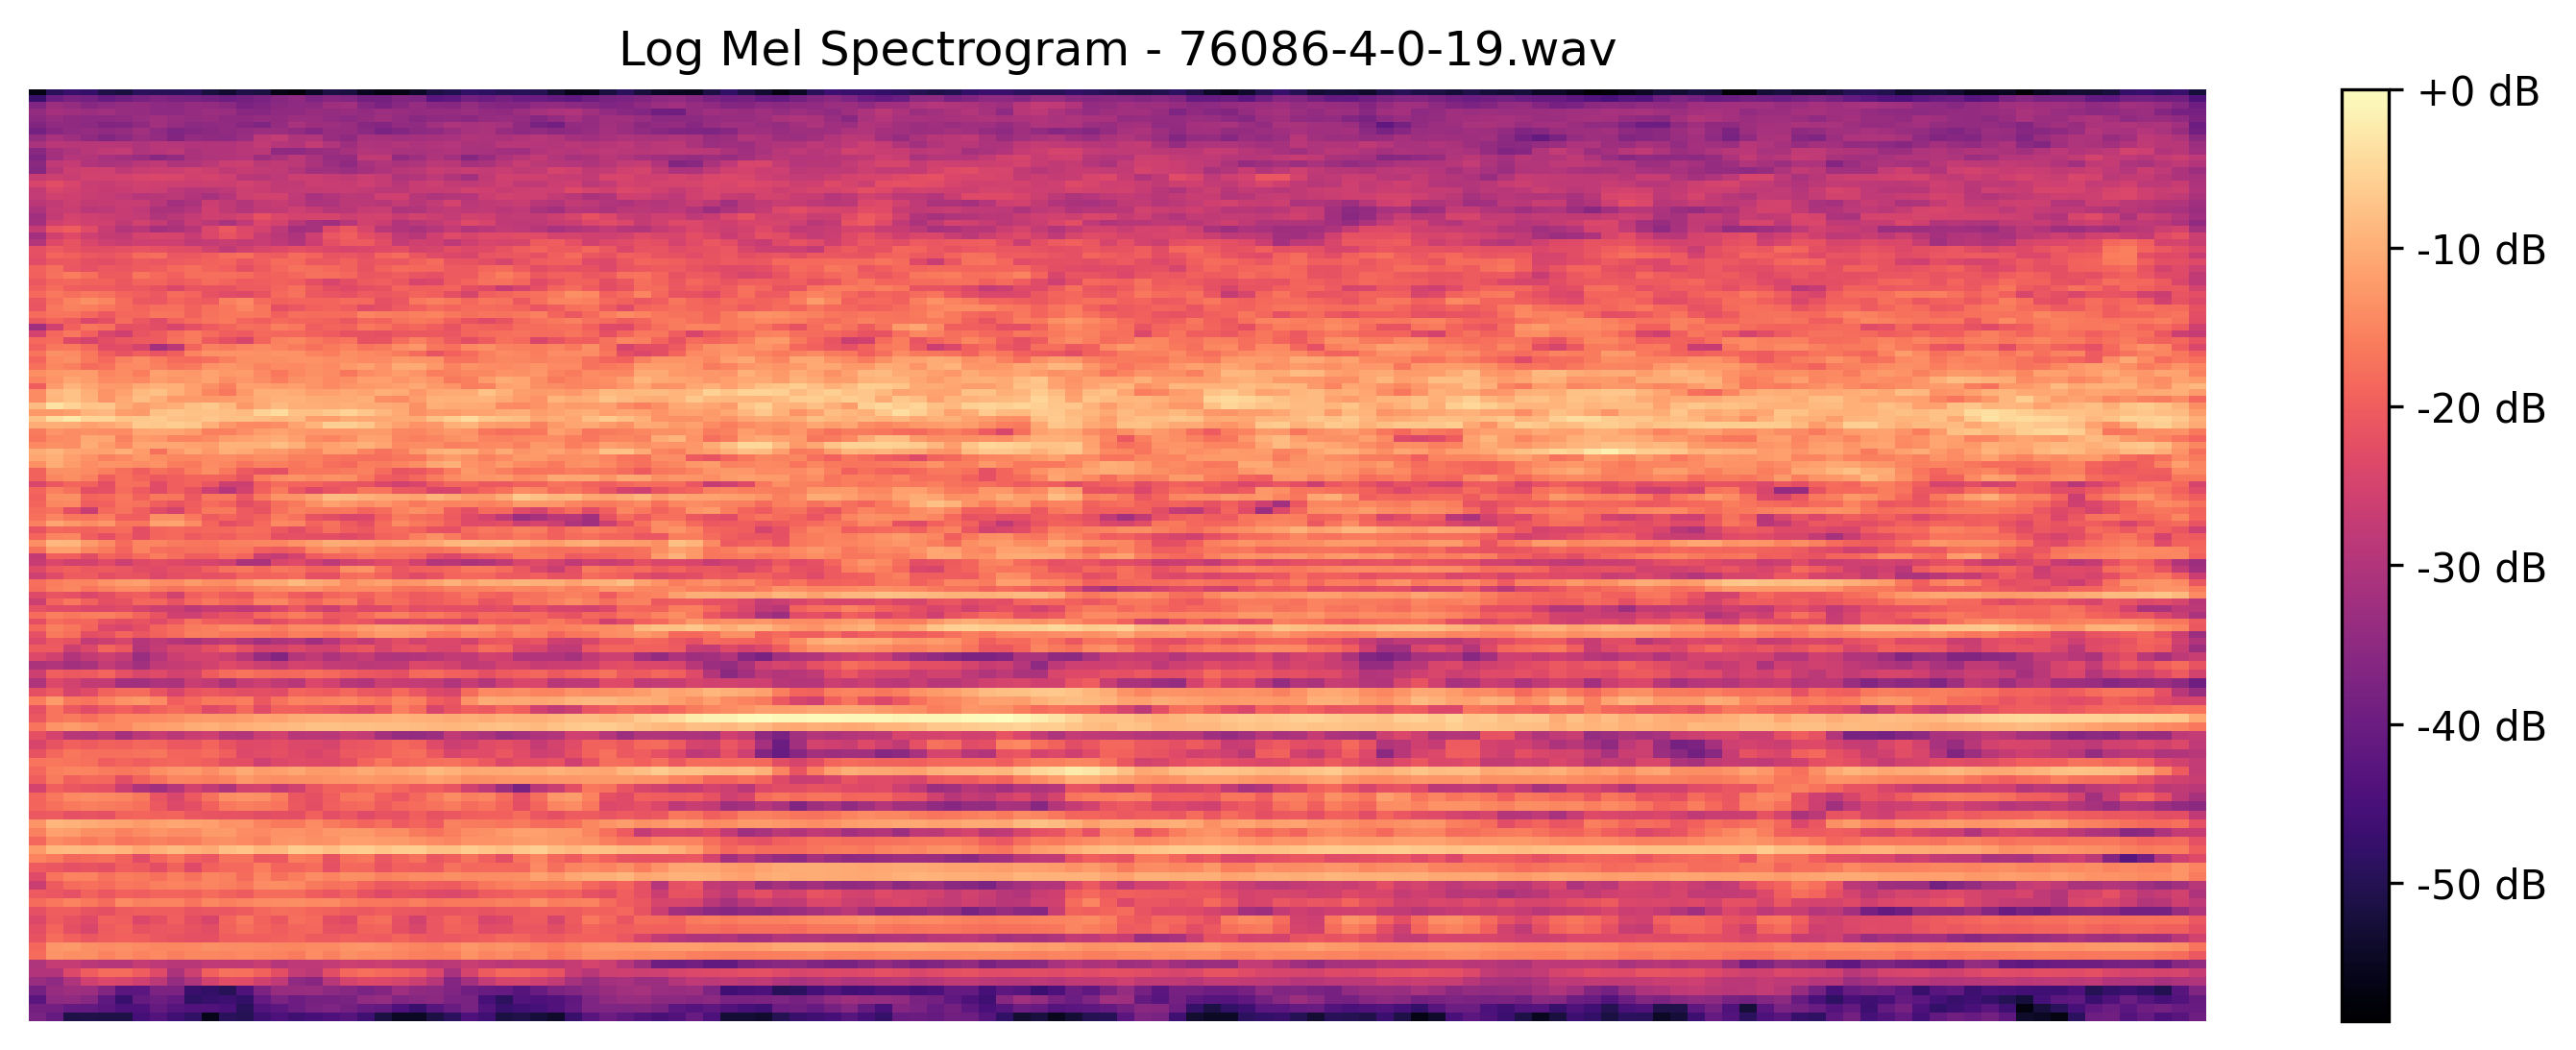 Log Mel Spectrogram - 76086-4-0-19.wav
+0 dB
-10 dB
-20 dB
-30 dB
-40 dB
-50 dB